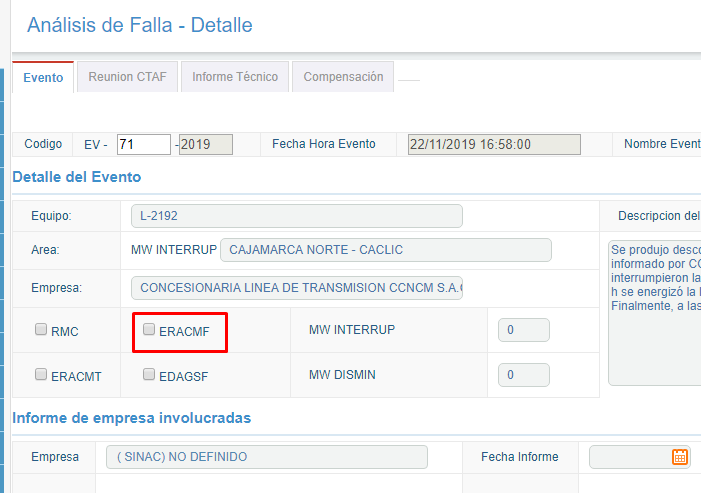 Análisis de Falla - Detalle
Evento Reunion CTAF Informe Técnico Compensación
Codigo EV - 71 -2019 Fecha Hora Evento 22/11/2019 16:58:00 Nombre Event
Detalle del Evento
Equipo: L-2192 Descripcion del
Area: MW INTERRUP CAJAMARCA NORTE - CACLIC
Se produjo desco
informado por CO
interrumpieron la
h se energizó la l
Finalmente, a las
Empresa: CONCESIONARIA LINEA DE TRANSMISION CCNCM S.A.C
RMC ERACMF MW INTERRUP 0
ERACMT EDAGSF MW DISMIN 0
Informe de empresa involucradas
Empresa ( SINAC) NO DEFINIDO Fecha Informe